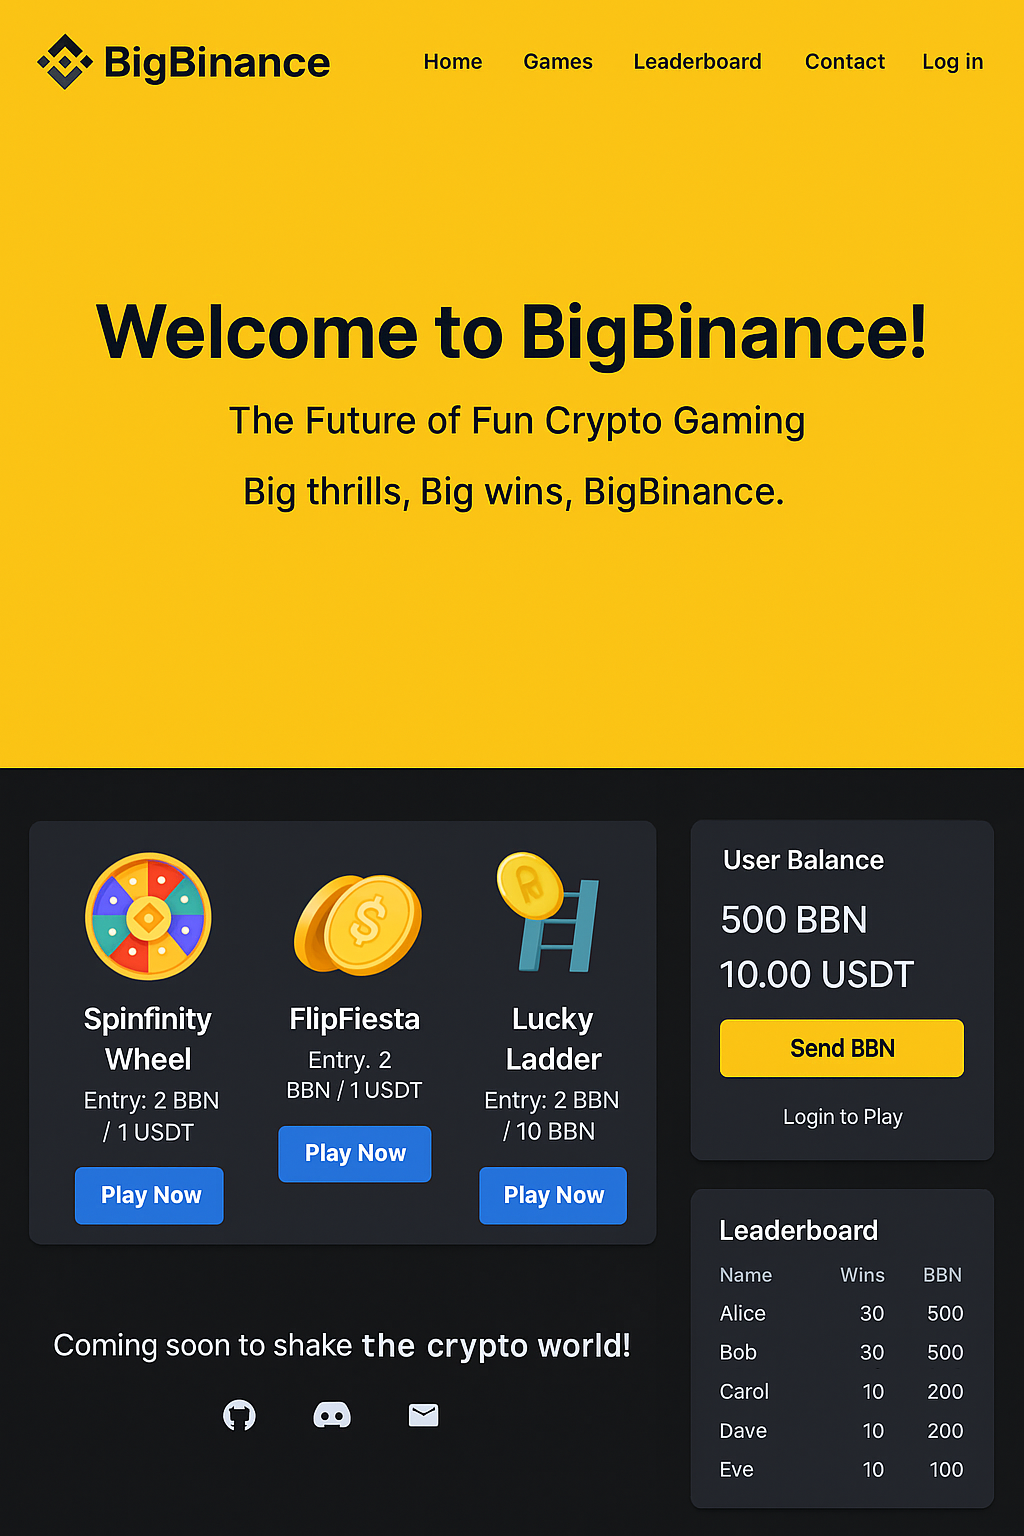 BigBinance
Home Games Leaderboard Contact Log in
Welcome to BigBinance!
The Future of Fun Crypto Gaming
Big thrills, Big wins, BigBinance.
Spinfinity
Wheel
Entry: 2 BBN
/ 1 USDT
Play Now
$
FlipFiesta
Entry. 2
BBN / 1 USDT
Play Now
Lucky
Ladder
Entry: 2 BBN
/ 10 BBN
Play Now
User Balance
500 BBN
10.00 USDT
Send BBN
Login to Play
Leaderboard
Name Wins BBN
Alice 30 500
Bob 30 500
Carol 10 200
Dave 10 200
Eve 10 100
Coming soon to shake the crypto world!